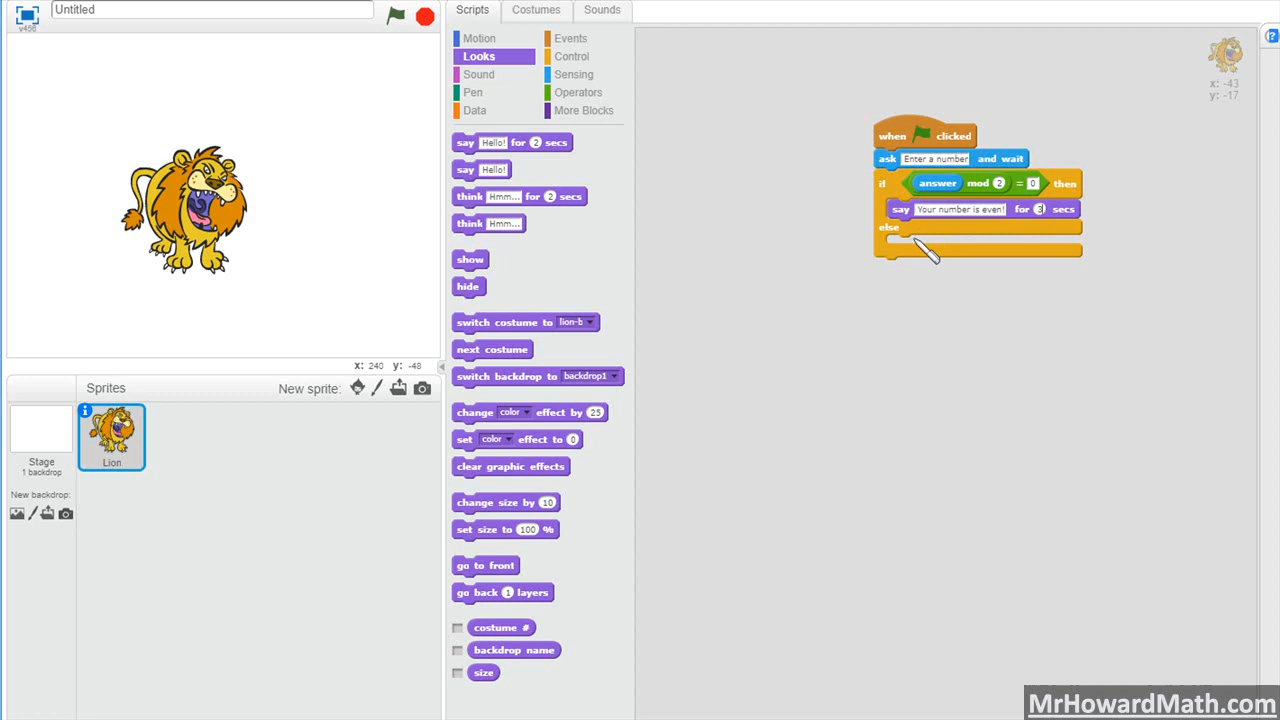 Untitled
v456
Scripts
Costumes
Sounds
Motion
Looks
Sound
Pen
Data
Events
Control
Sensing
Operators
More Blocks
say Hello! for 2 secs
say Hello!
think Hmm... for 2 secs
think Hmm...
show
hide
switch costume to lion-b
next costume
switch backdrop to backdrop1
change color effect by 25
set color effect to 0
clear graphic effects
change size by 10
set size to 100 %
go to front
go back 1 layers
costume #
backdrop name
size
x: -43
y: -17
when clicked
ask Enter a number and wait
if answer mod 2 = 0 then
say Your number is even! for 3 secs
else
x: 240 y: -48
Sprites
New sprite:
Stage
1 backdrop
New backdrop:
i
Lion
?
MrHowardMath.com